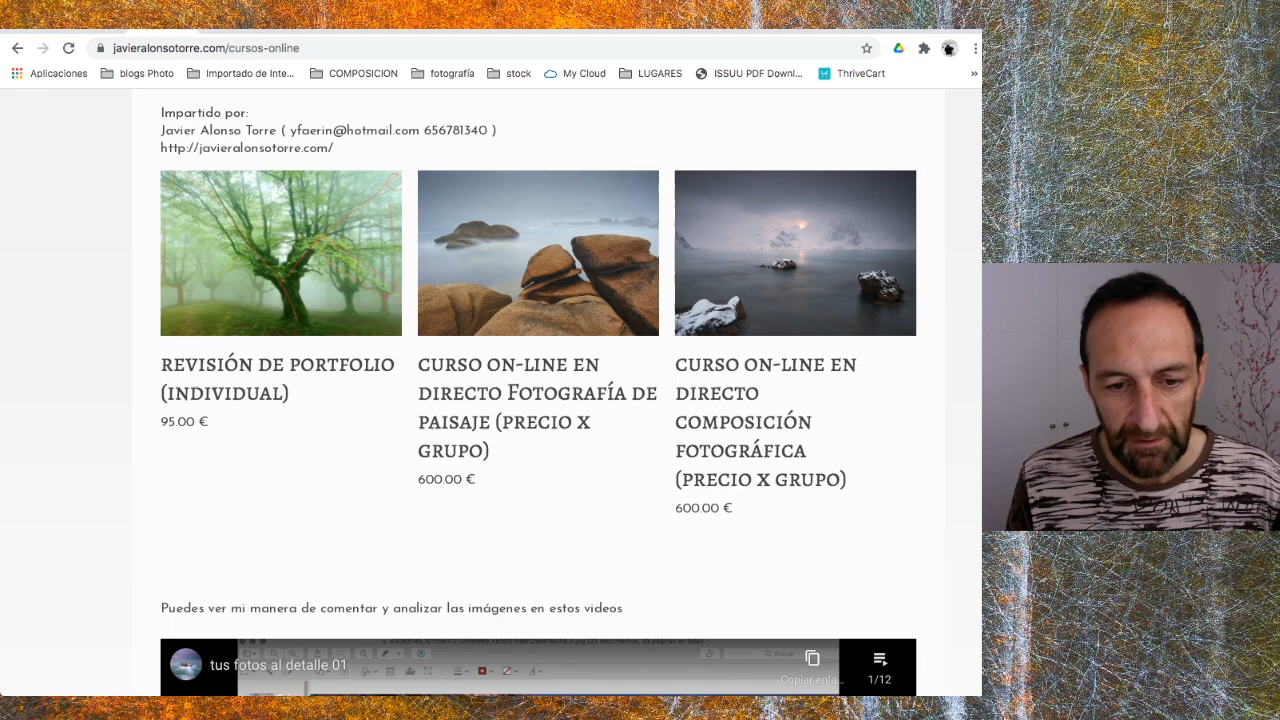 javieralonsotorre.com/cursos-online
Aplicaciones blogs Photo Importado de Inte... COMPOSICION fotografía stock My Cloud LUGARES ISSUU PDF Downl... ThriveCart »
Impartido por:
Javier Alonso Torre ( yfaerin@hotmail.com 656781340 )
http://javieralonsotorre.com/
REVISIÓN DE PORTFOLIO
(INDIVIDUAL)
95.00 €
CURSO ON-LINE EN
DIRECTO FOTOGRAFÍA DE
PAISAJE (PRECIO X
GRUPO)
600.00 €
CURSO ON-LINE EN
DIRECTO
COMPOSICIÓN
FOTOGRÁFICA
(PRECIO X GRUPO)
600.00 €
Puedes ver mi manera de comentar y analizar las imágenes en estos videos
tus fotos al detalle 01
Copiar enla...
1/12
Buscar